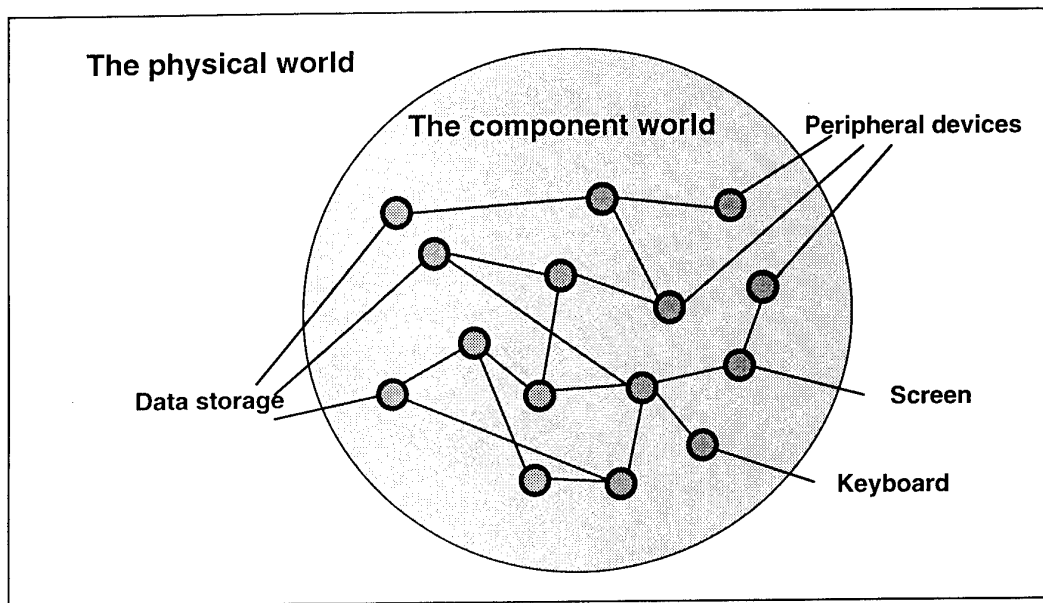 The physical world
The component world
Peripheral devices
Data storage
Screen
Keyboard